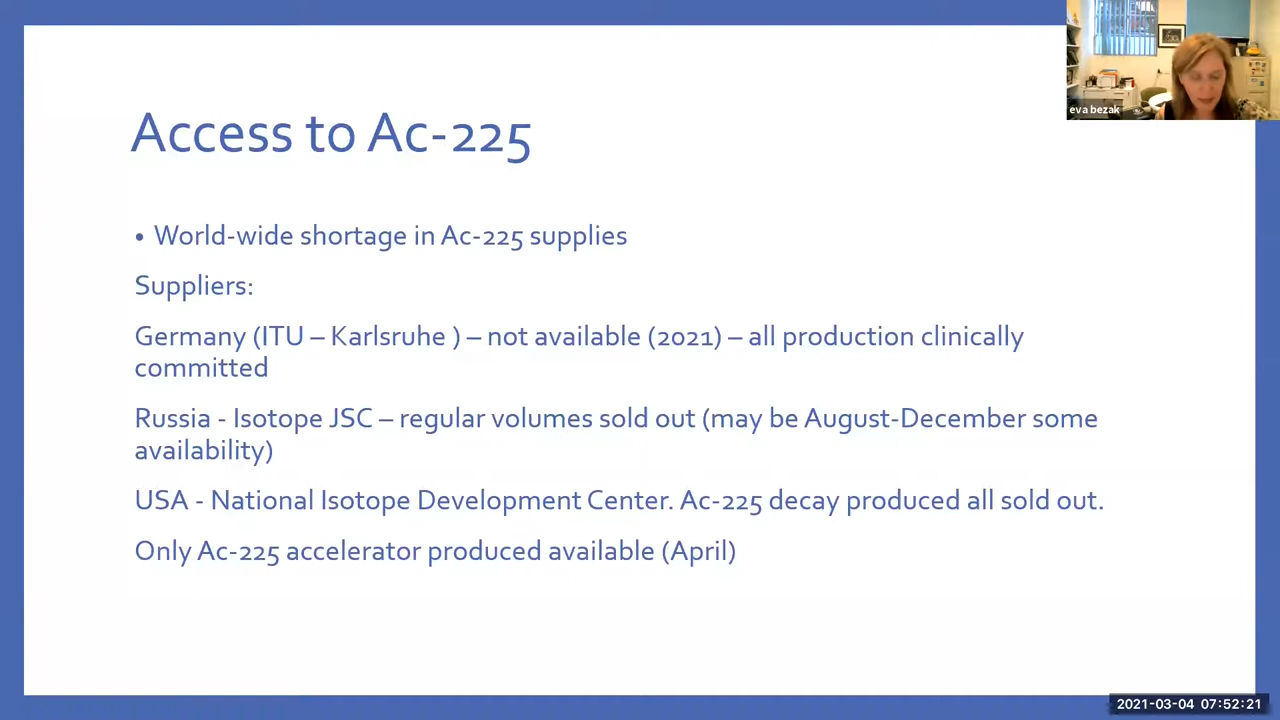 eva bezak
Access to Ac-225
• World-wide shortage in Ac-225 supplies
Suppliers:
Germany (ITU – Karlsruhe ) – not available (2021) – all production clinically
committed
Russia - Isotope JSC – regular volumes sold out (may be August-December some
availability)
USA - National Isotope Development Center. Ac-225 decay produced all sold out.
Only Ac-225 accelerator produced available (April)
2021-03-04 07:52:21